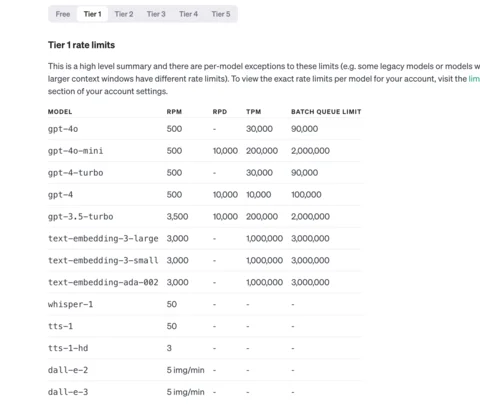 Free Tier 1 Tier 2 Tier 3 Tier 4 Tier 5
Tier 1 rate limits
This is a high level summary and there are per-model exceptions to these limits (e.g. some legacy models or models w
larger context windows have different rate limits). To view the exact rate limits per model for your account, visit the lim
section of your account settings.
MODEL RPM RPD TPM BATCH QUEUE LIMIT
gpt-4o 500 - 30,000 90,000
gpt-4o-mini 500 10,000 200,000 2,000,000
gpt-4-turbo 500 - 30,000 90,000
gpt-4 500 10,000 10,000 100,000
gpt-3.5-turbo 3,500 10,000 200,000 2,000,000
text-embedding-3-large 3,000 - 1,000,000 3,000,000
text-embedding-3-small 3,000 - 1,000,000 3,000,000
text-embedding-ada-002 3,000 - 1,000,000 3,000,000
whisper-1 50 - - -
tts-1 50 - - -
tts-1-hd 3 - - -
dall-e-2 5 img/min - - -
dall-e-3 5 img/min - - -